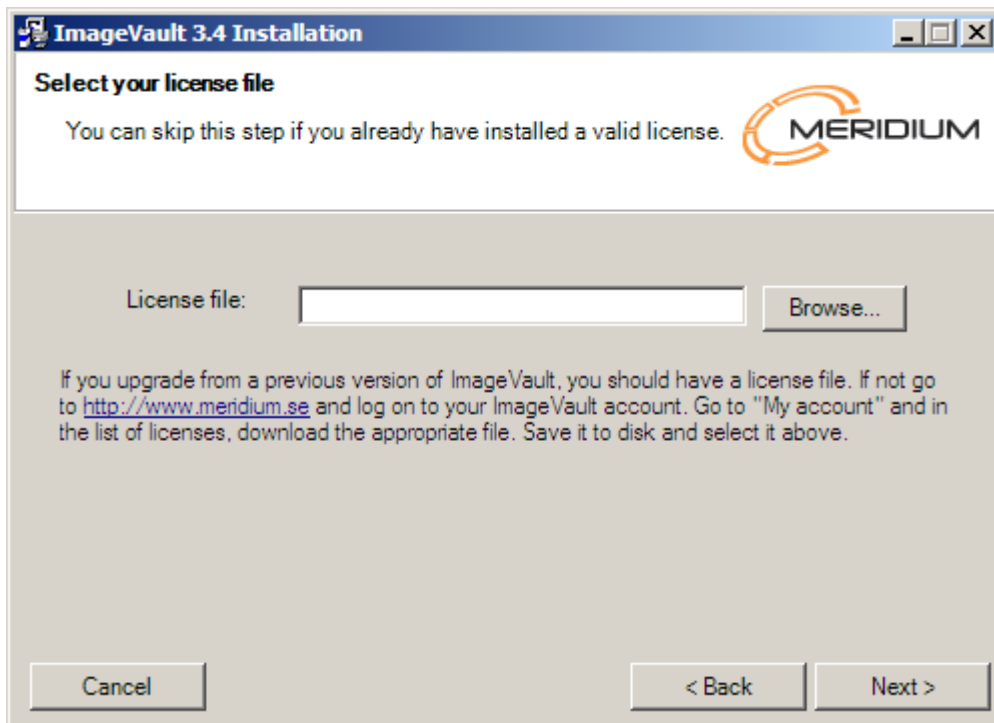 ImageVault 3.4 Installation
Select your license file
You can skip this step if you already have installed a valid license.
MERIDIUM
License file:
Browse...
If you upgrade from a previous version of ImageVault, you should have a license file. If not go
to http://www.meridium.se and log on to your ImageVault account. Go to "My account" and in
the list of licenses, download the appropriate file. Save it to disk and select it above.
Cancel
< Back
Next >